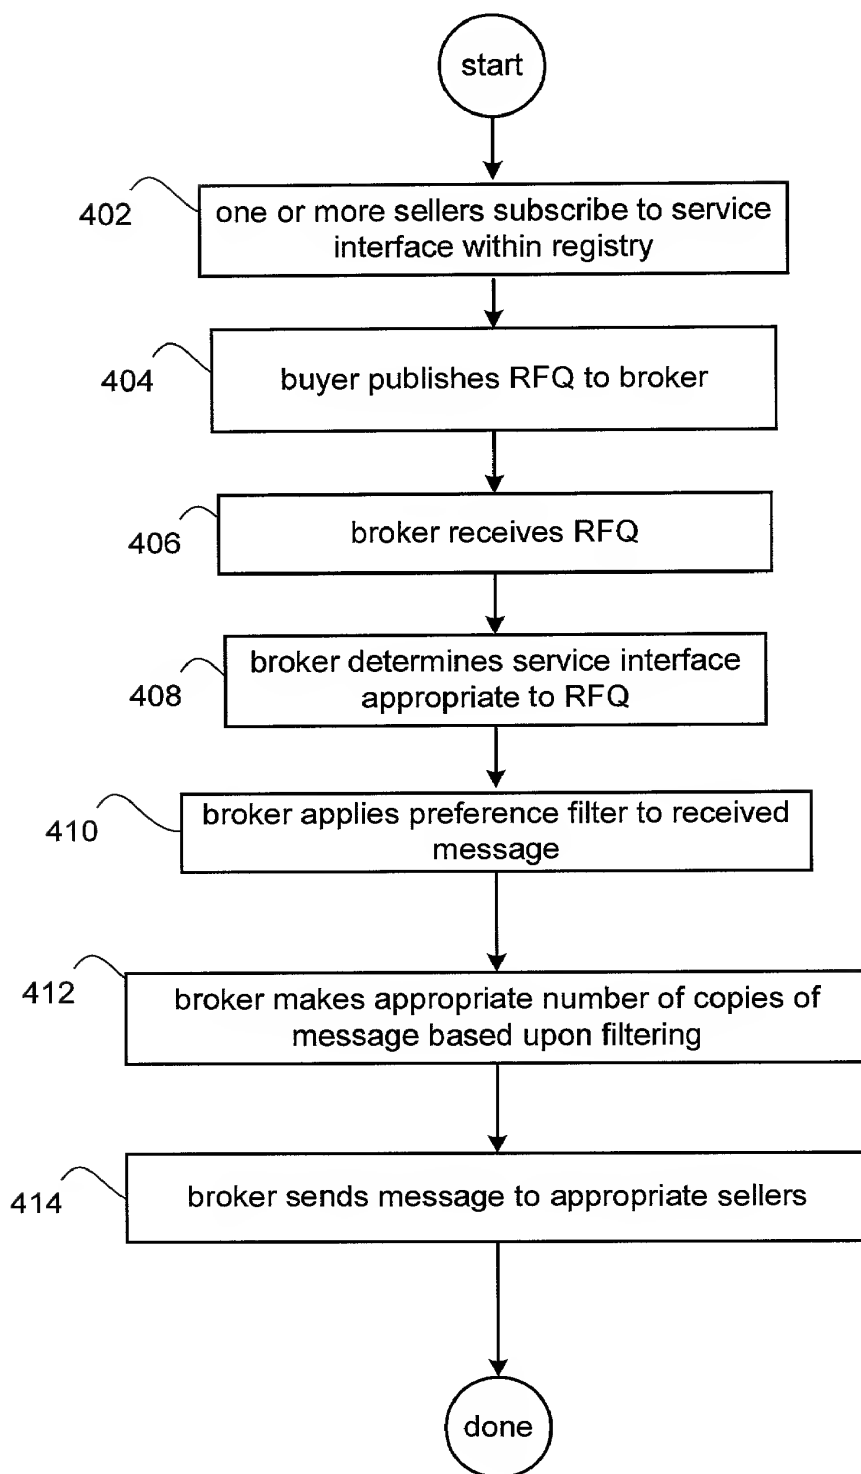 start
402
one or more sellers subscribe to service
interface within registry
404
buyer publishes RFQ to broker
406
broker receives RFQ
408
broker determines service interface
appropriate to RFQ
410
broker applies preference filter to received
message
412
broker makes appropriate number of copies of
message based upon filtering
414
broker sends message to appropriate sellers
done